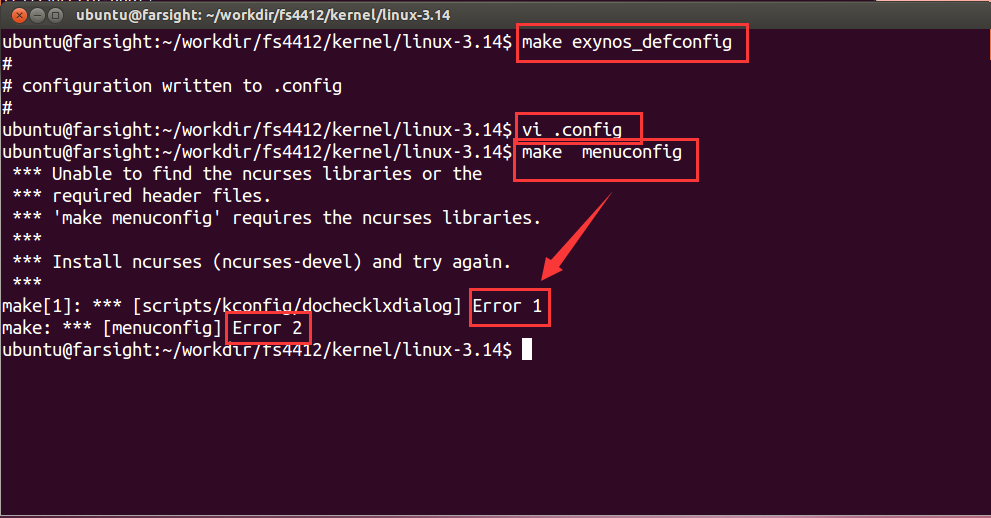 ubuntu@farsight: ~/workdir/fs4412/kernel/linux-3.14
ubuntu@farsight:~/workdir/fs4412/kernel/linux-3.14$ make exynos_defconfig
#
# configuration written to .config
#
ubuntu@farsight:~/workdir/fs4412/kernel/linux-3.14$ vi .config
ubuntu@farsight:~/workdir/fs4412/kernel/linux-3.14$ make  menuconfig
 *** Unable to find the ncurses libraries or the
 *** required header files.
 *** 'make menuconfig' requires the ncurses libraries.
 ***
 *** Install ncurses (ncurses-devel) and try again.
 ***
make[1]: *** [scripts/kconfig/dochecklxdialog] Error 1
make: *** [menuconfig] Error 2
ubuntu@farsight:~/workdir/fs4412/kernel/linux-3.14$